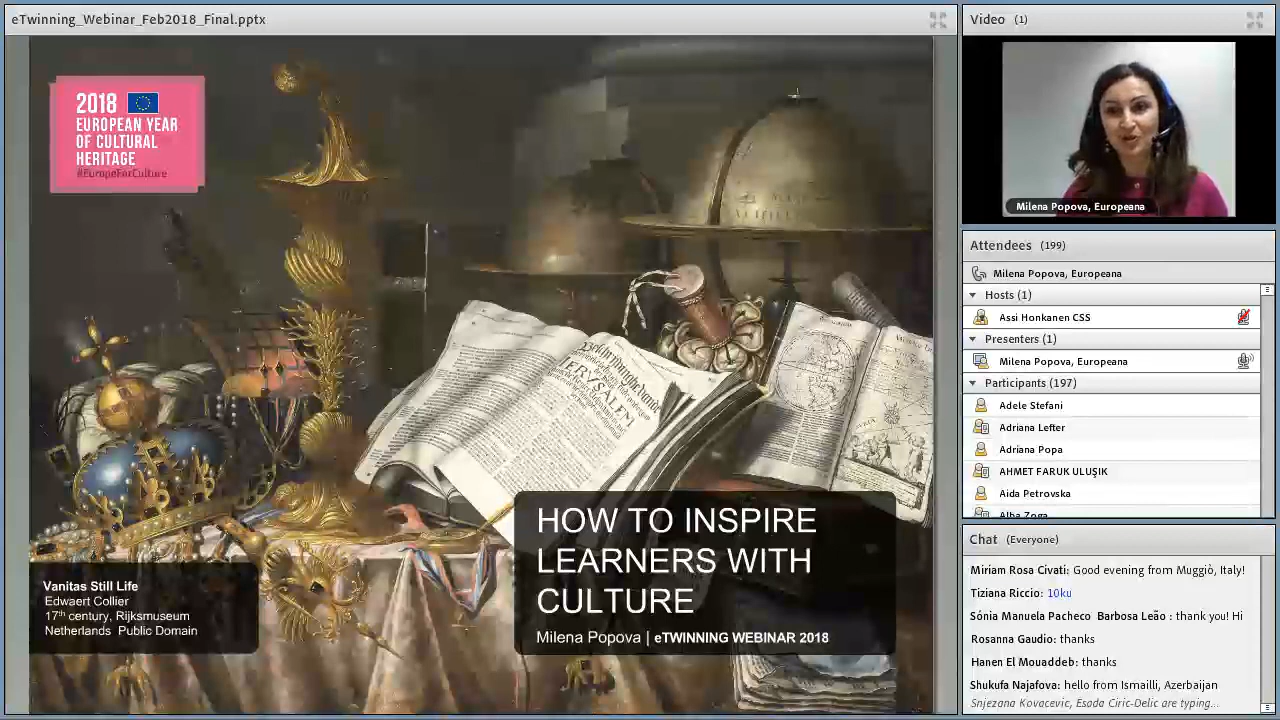 eTwinning_Webinar_Feb2018_Final.pptx
2018
EUROPEAN YEAR
OF CULTURAL
HERITAGE
#EuropeForCulture
IERVSALEM
Vanitas Still Life
Edwaert Collier
17th century, Rijksmuseum
Netherlands Public Domain
HOW TO INSPIRE
LEARNERS WITH
CULTURE
Milena Popova | eTWINNING WEBINAR 2018
Video (1)
Milena Popova, Europeana
Attendees (199)
Milena Popova, Europeana
Hosts (1)
Assi Honkanen CSS
Presenters (1)
Milena Popova, Europeana
Participants (197)
Adele Stefani
Adriana Lefter
Adriana Popa
AHMET FARUK ULUŞIK
Aida Petrovska
Alba Zoga
Chat (Everyone)
Miriam Rosa Civati: Good evening from Muggiò, Italy!
Tiziana Riccio: 10ku
Sónia Manuela Pacheco Barbosa Leão : thank you! Hi
Rosanna Gaudio: thanks
Hanen El Mouaddeb: thanks
Shukufa Najafova: hello from Ismailli, Azerbaijan
Snjezana Kovacevic, Esada Ciric-Delic are typing...